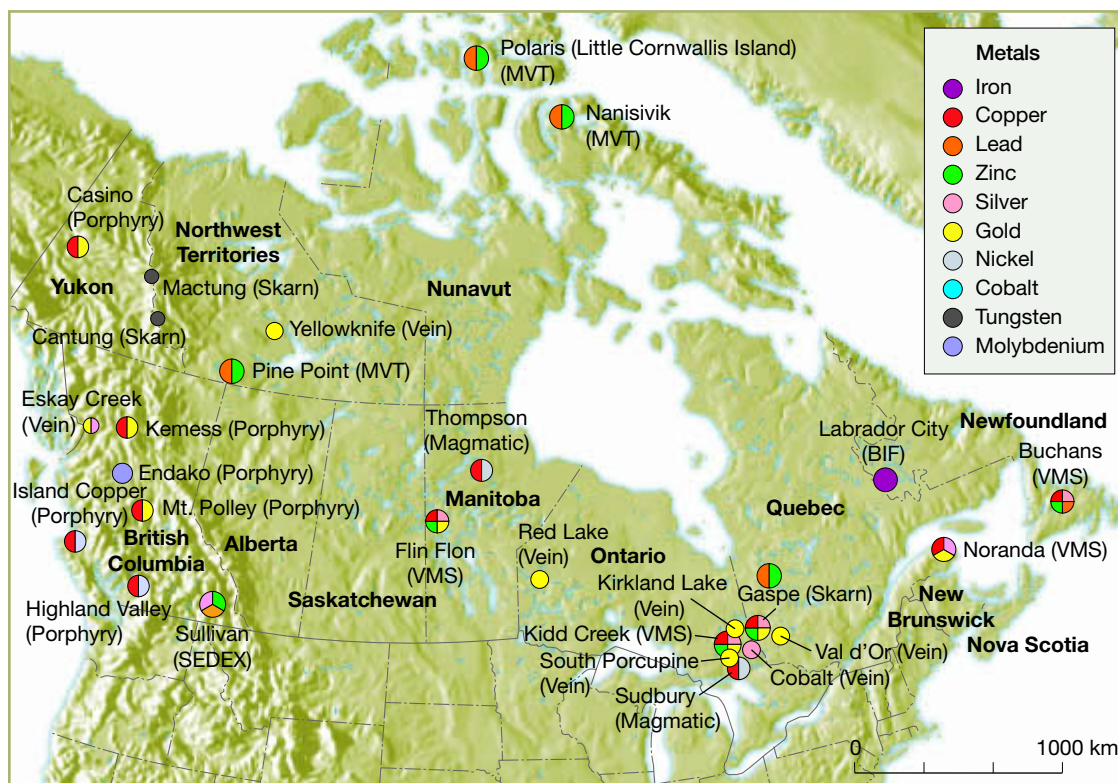 Polaris (Little Cornwallis Island)
(MVT)
Nanisivik
(MVT)
Metals
Iron
Copper
Lead
Zinc
Silver
Gold
Nickel
Cobalt
Tungsten
Molybdenium
Casino
(Porphyry)
Northwest
Territories
Yukon
Mactung (Skarn)
Nunavut
Cantung (Skarn)
Yellowknife (Vein)
Pine Point (MVT)
Eskay Creek
(Vein)
Kemess (Porphyry)
Thompson
(Magmatic)
Labrador City
(BIF)
Newfoundland
Buchans
(VMS)
Endako (Porphyry)
Island Copper
(Porphyry)
Mt. Polley (Porphyry)
Manitoba
Quebec
British
Columbia
Alberta
Flin Flon
(VMS)
Red Lake
(Vein)
Ontario
Noranda (VMS)
Saskatchewan
Kirkland Lake
(Vein)
Gaspe (Skarn)
New
Brunswick
Highland Valley
(Porphyry)
Sullivan
(SEDEX)
Kidd Creek (VMS)
Val d’Or (Vein)
Nova Scotia
South Porcupine
(Vein)
Cobalt (Vein)
Sudbury
(Magmatic)
0 1000 km